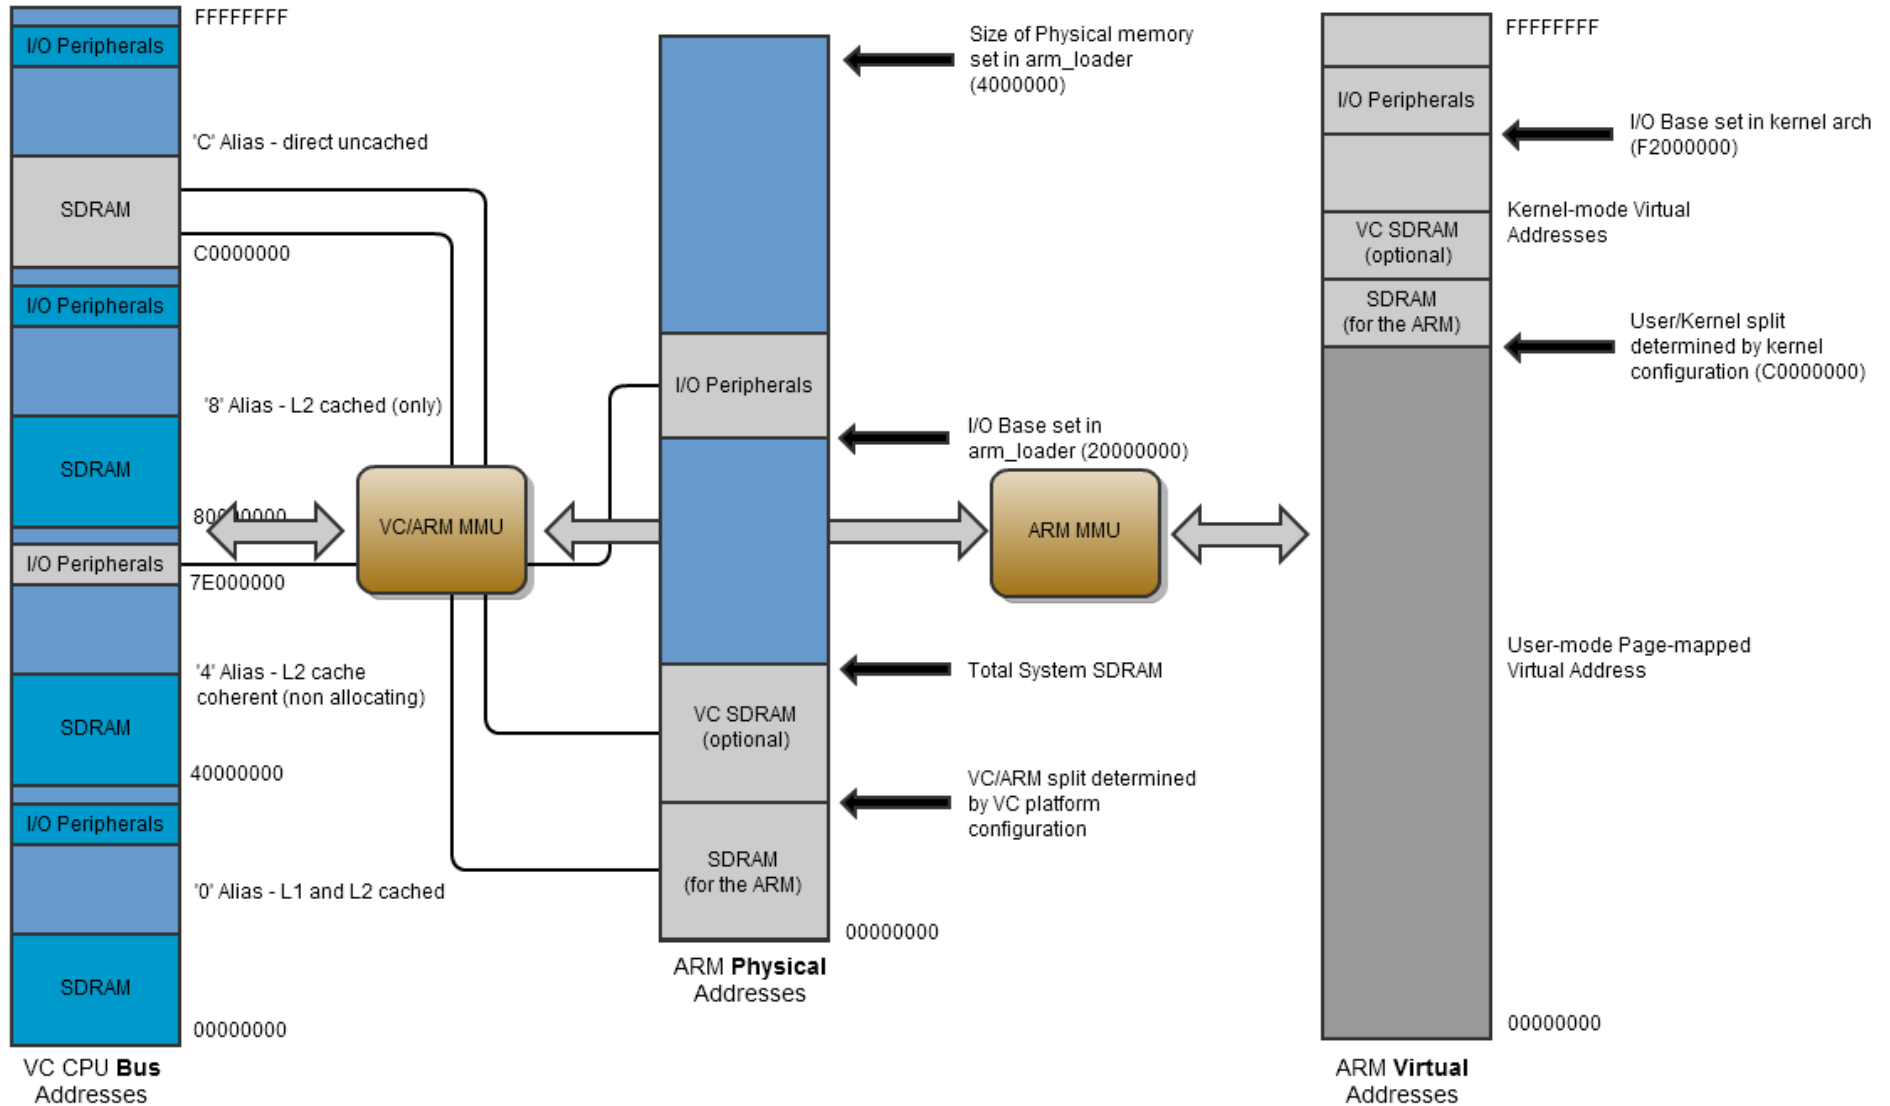 FFFFFFFF
I/O Peripherals
'C' Alias - direct uncached
SDRAM
C0000000
I/O Peripherals
'8' Alias - L2 cached (only)
SDRAM
80000000
I/O Peripherals
7E000000
'4' Alias - L2 cache
coherent (non allocating)
SDRAM
40000000
I/O Peripherals
'0' Alias - L1 and L2 cached
SDRAM
00000000
VC CPU Bus
Addresses
VC/ARM MMU
Size of Physical memory
set in arm_loader
(4000000)
I/O Peripherals
I/O Base set in
arm_loader (20000000)
Total System SDRAM
VC SDRAM
(optional)
VC/ARM split determined
by VC platform
configuration
SDRAM
(for the ARM)
00000000
ARM Physical
Addresses
ARM MMU
FFFFFFFF
I/O Peripherals
I/O Base set in kernel arch
(F2000000)
Kernel-mode Virtual
Addresses
VC SDRAM
(optional)
SDRAM
(for the ARM)
User/Kernel split
determined by kernel
configuration (C0000000)
User-mode Page-mapped
Virtual Address
00000000
ARM Virtual
Addresses